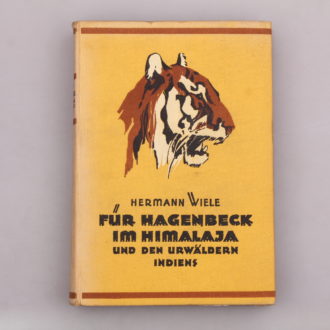 HERMANN WIELE
FÜR HAGENBECK
IM HIMALAJA
UND DEN URWÄLDERN
INDIENS